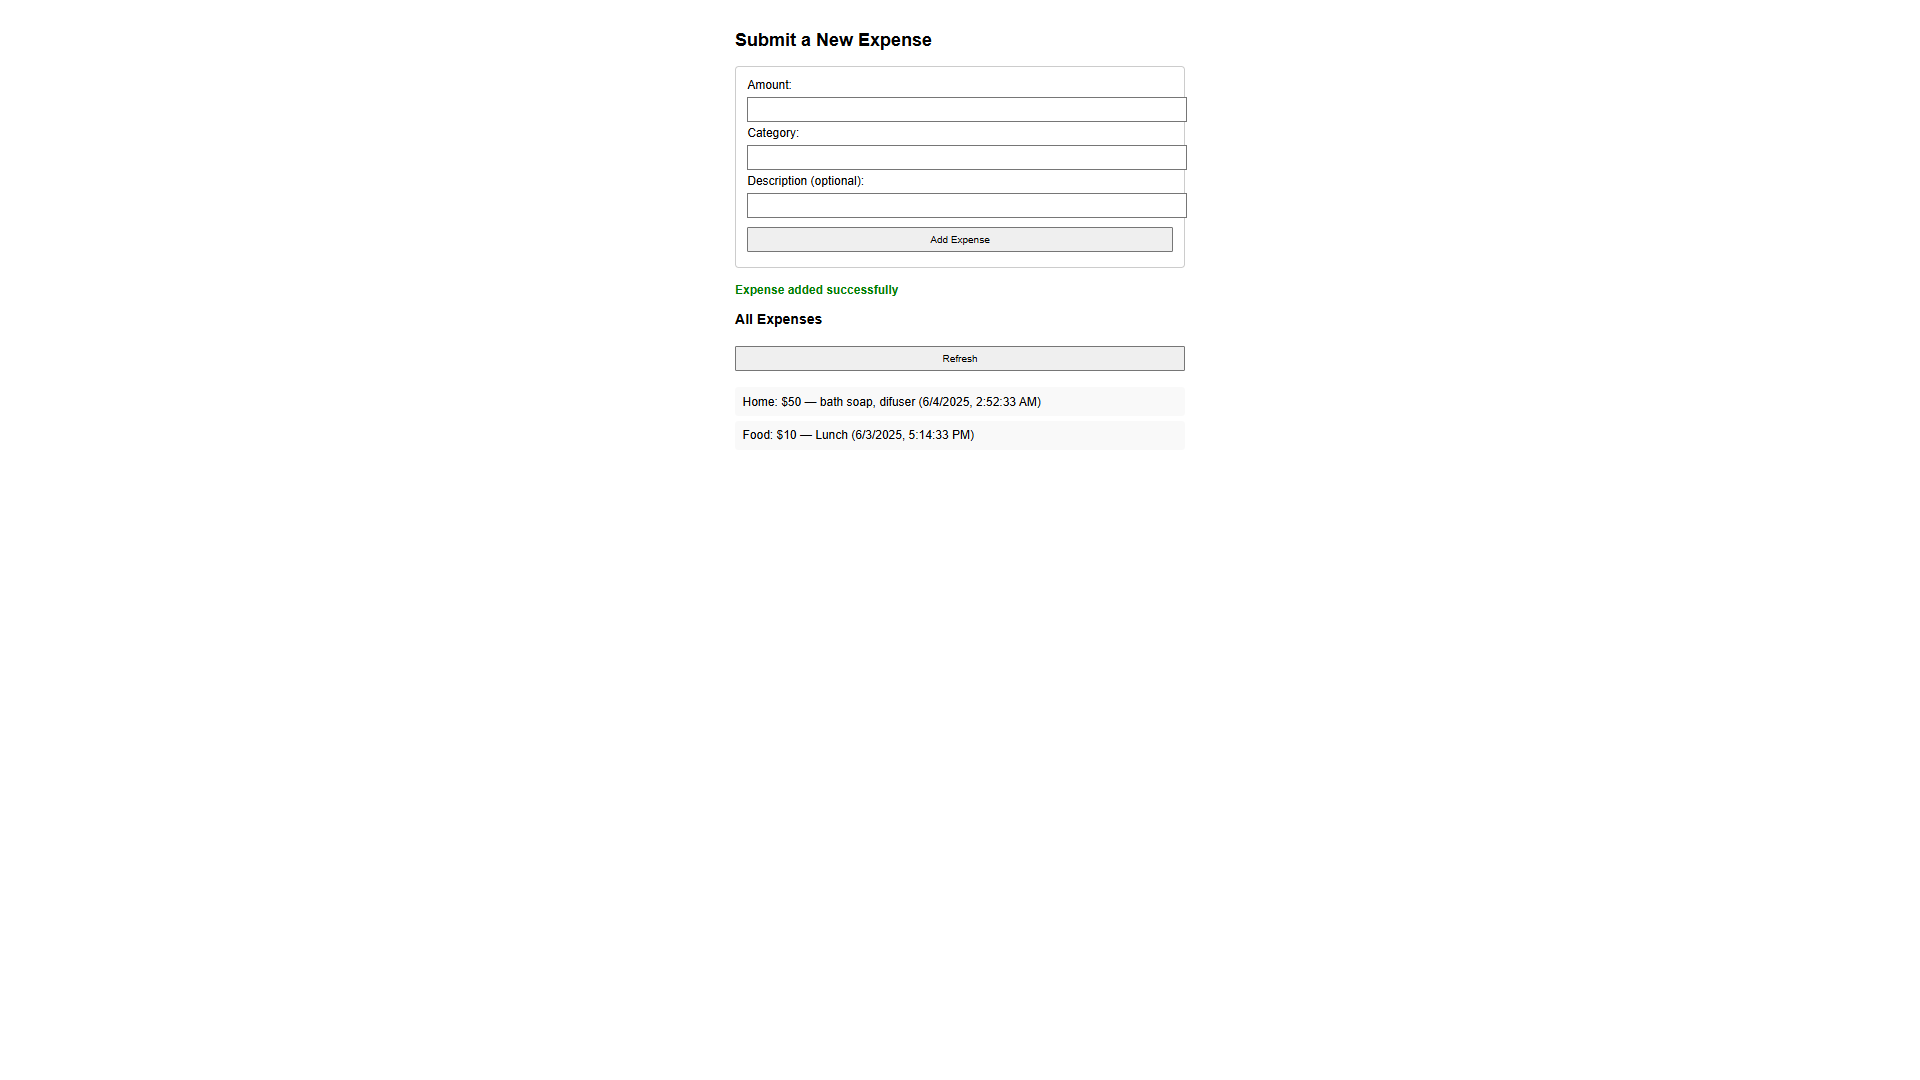 Submit a New Expense
Amount:
Category:
Description (optional):
Add Expense
Expense added successfully
All Expenses
Refresh
Home: $50 — bath soap, difuser (6/4/2025, 2:52:33 AM)
Food: $10 — Lunch (6/3/2025, 5:14:33 PM)